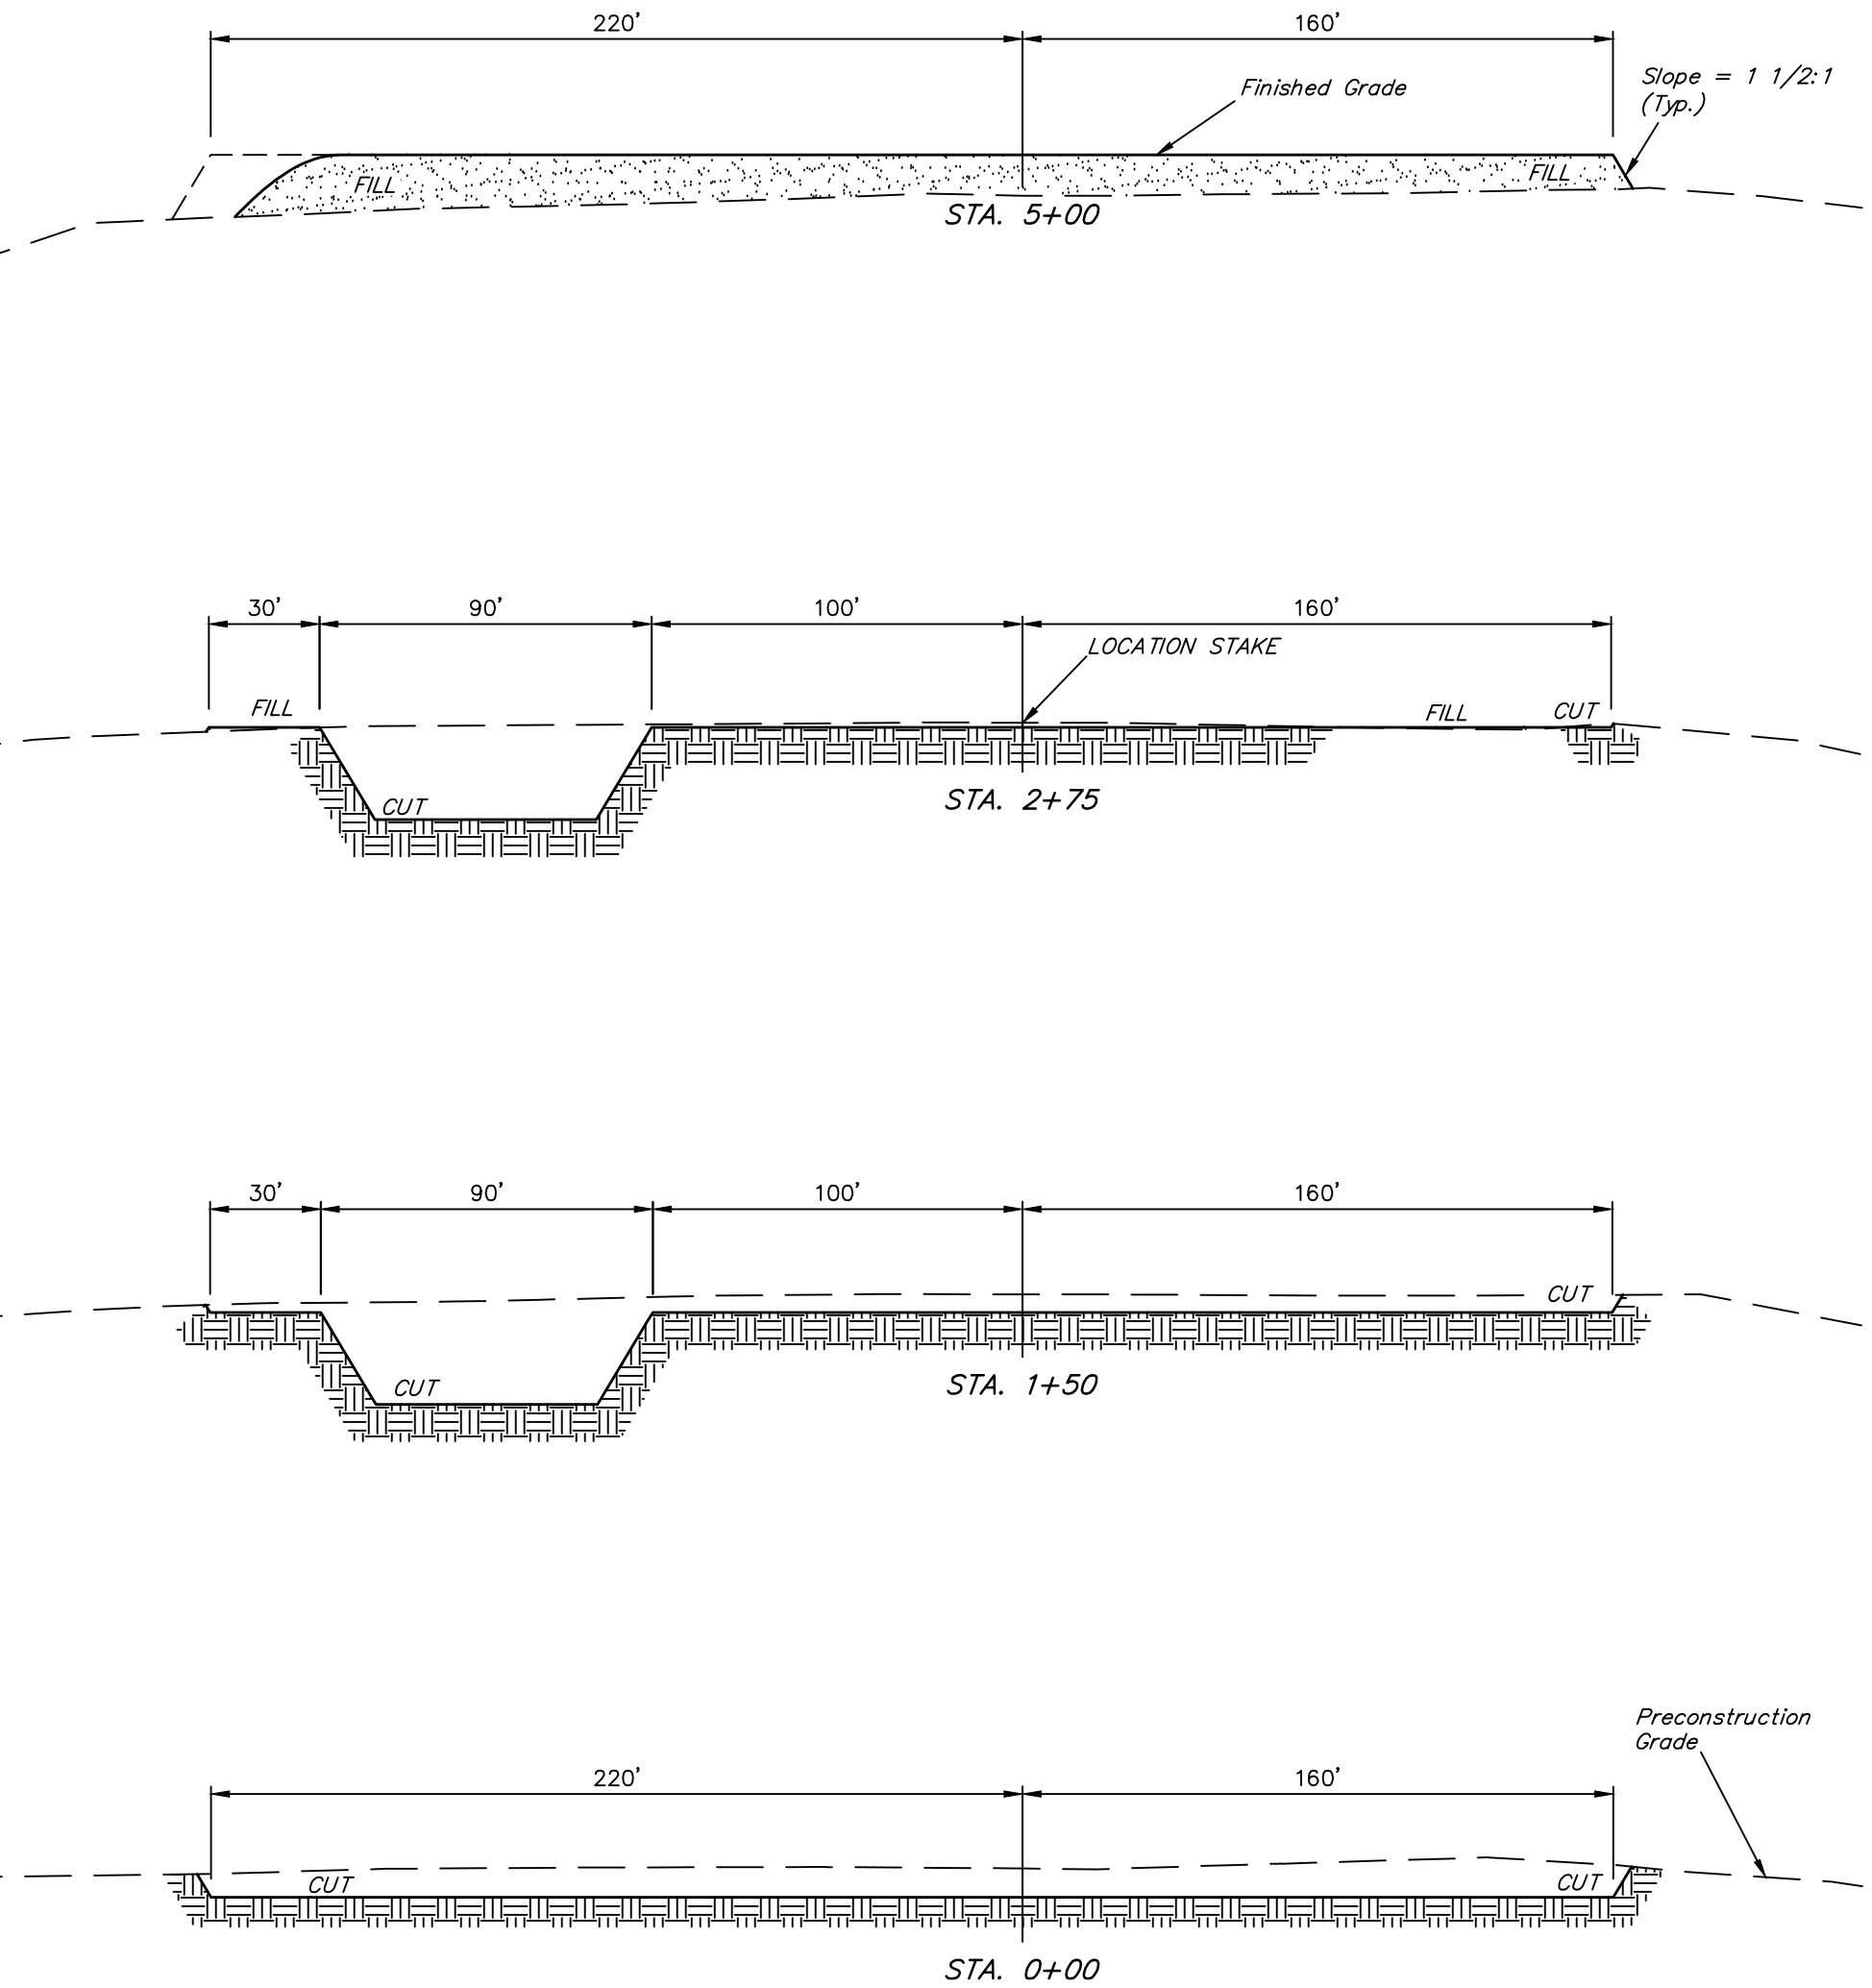 220'
160'
Finished Grade
Slope = 1 1/2:1
(Typ.)
FILL
FILL
STA. 5+00
30'
90'
100'
160'
LOCATION STAKE
FILL
FILL
CUT
CUT
STA. 2+75
30'
90'
100'
160'
CUT
CUT
STA. 1+50
Preconstruction
Grade
220'
160'
CUT
CUT
STA. 0+00